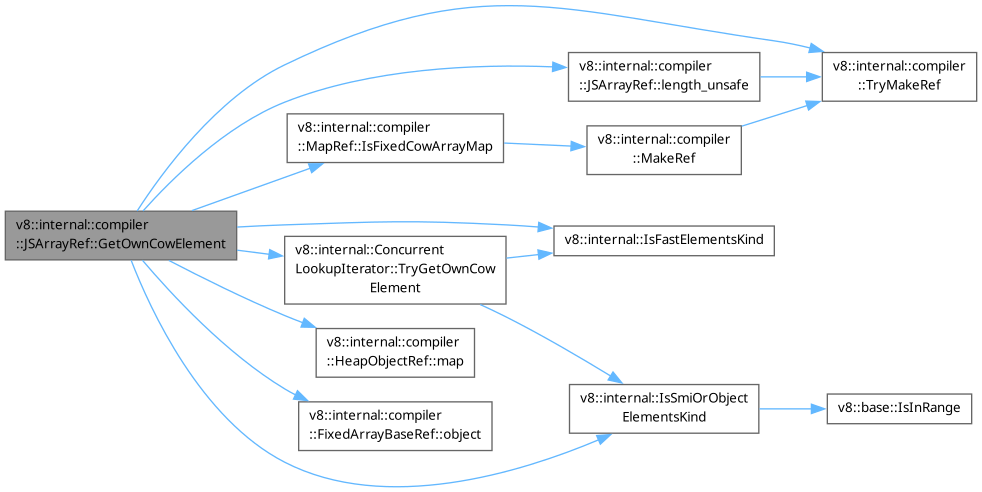 v8::internal::compiler
::JSArrayRef::GetOwnCowElement
v8::internal::compiler
::MapRef::IsFixedCowArrayMap
v8::internal::Concurrent
LookupIterator::TryGetOwnCow
Element
v8::internal::compiler
::HeapObjectRef::map
v8::internal::compiler
::FixedArrayBaseRef::object
v8::internal::compiler
::JSArrayRef::length_unsafe
v8::internal::compiler
::MakeRef
v8::internal::IsFastElementsKind
v8::internal::IsSmiOrObject
ElementsKind
v8::internal::compiler
::TryMakeRef
v8::base::IsInRange